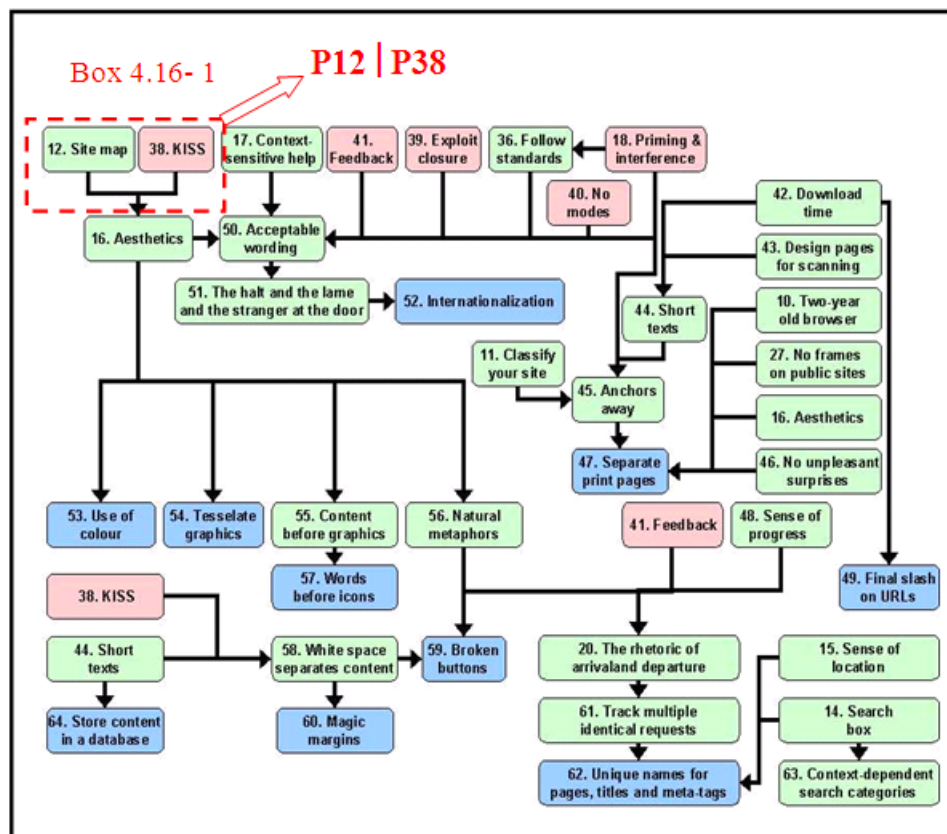 Box 4.16- 1
P12 | P38
12. Site map
38. KISS
17. Context-
sensitive help
41.
Feedback
39. Exploit
closure
36. Follow
standards
18. Priming &
interference
40. No
modes
42. Download
time
16. Aesthetics
50. Acceptable
wording
43. Design pages
for scanning
51. The halt and the lame
and the stranger at the door
52. Internationalization
44. Short
texts
10. Two-year
old browser
11. Classify
your site
27. No frames
on public sites
45. Anchors
away
16. Aesthetics
47. Separate
print pages
46. No unpleasant
surprises
53. Use of
colour
54. Tesselate
graphics
55. Content
before graphics
56. Natural
metaphors
41. Feedback
48. Sense of
progress
57. Words
before icons
49. Final slash
on URLs
38. KISS
44. Short
texts
58. White space
separates content
59. Broken
buttons
20. The rhetoric of
arrivaland departure
15. Sense of
location
64. Store content
in a database
60. Magic
margins
61. Track multiple
identical requests
14. Search
box
62. Unique names for
pages, titles and meta-tags
63. Context-dependent
search categories